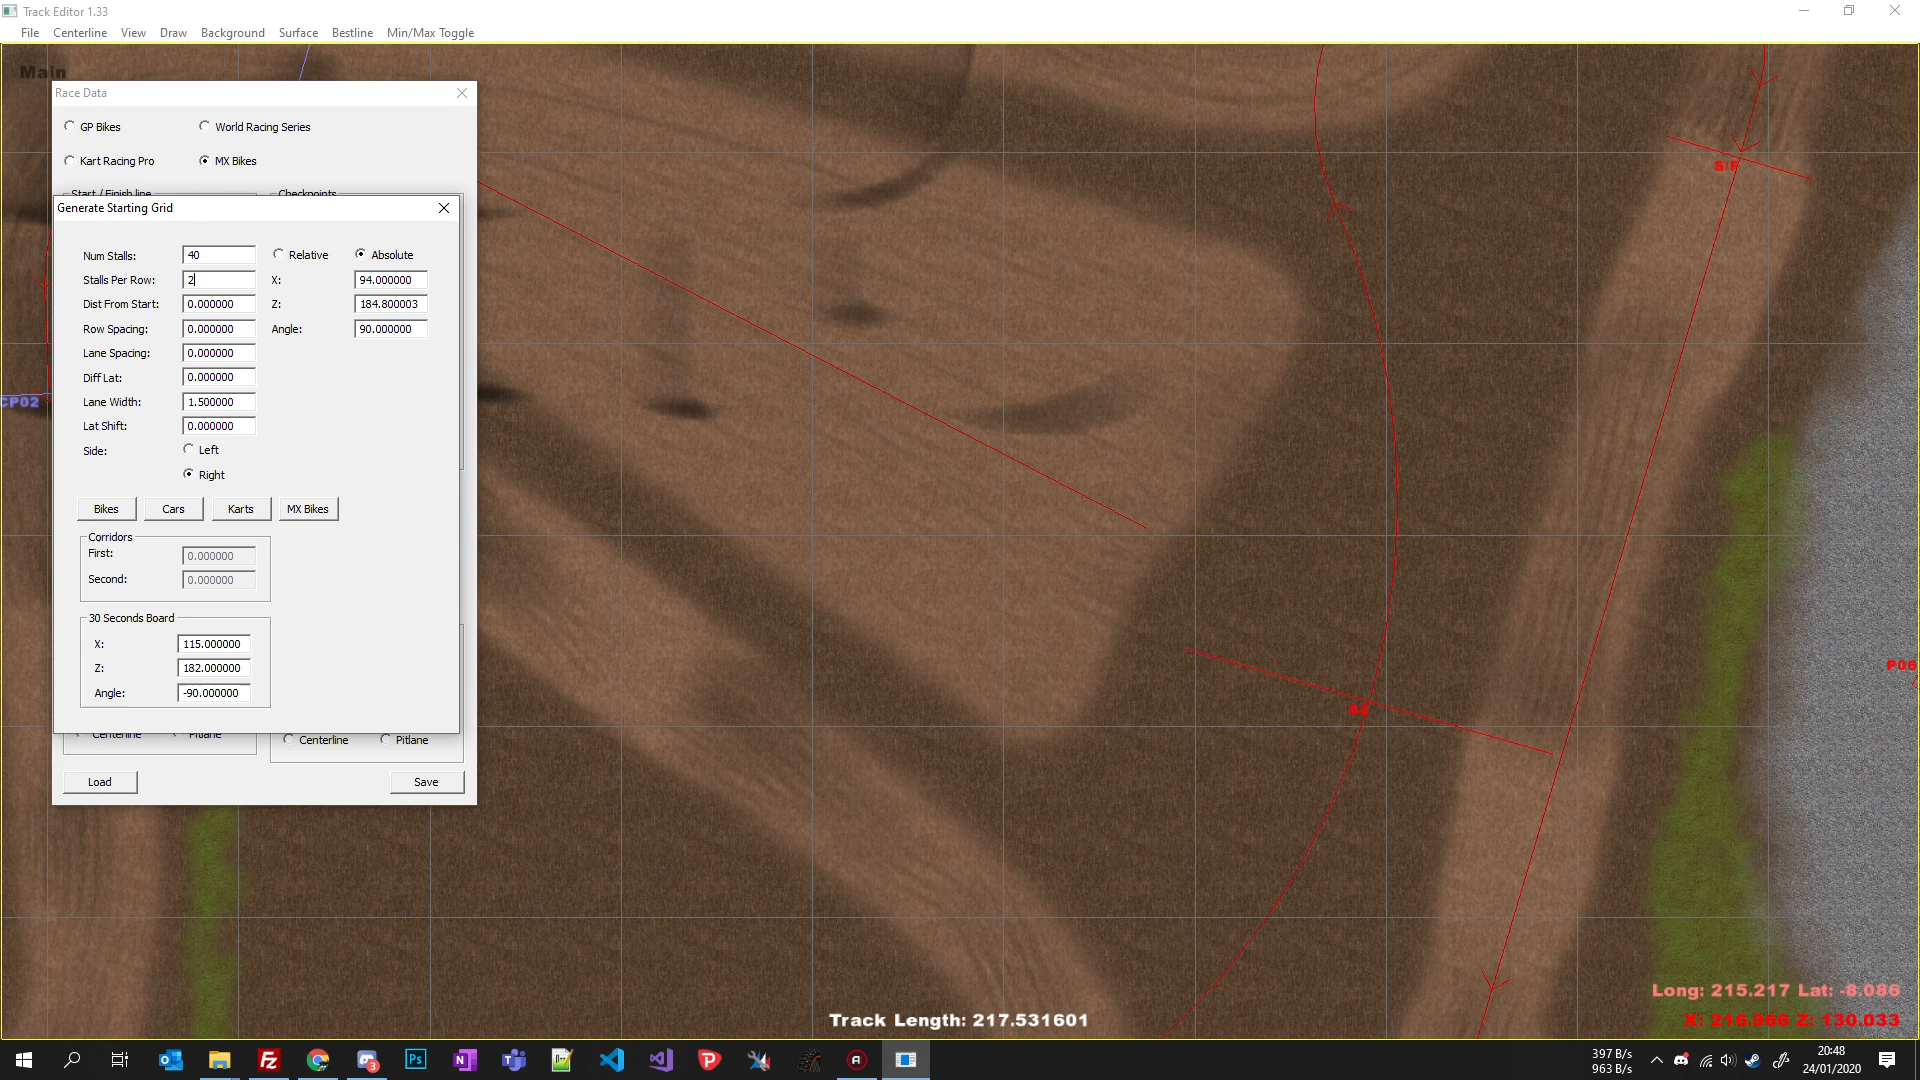 Track Editor 1.33
File Centerline View Draw Background Surface Bestline Min/Max Toggle
Main
Race Data
GP Bikes World Racing Series
Kart Racing Pro MX Bikes
Start / Finish line Checkpoints
S/F
Generate Starting Grid
Num Stalls: 40 Relative Absolute
Stalls Per Row: 2 X: 94.000000
Dist From Start: 0.000000 Z: 184.800003
Row Spacing: 0.000000 Angle: 90.000000
Lane Spacing: 0.000000
Diff Lat: 0.000000
CP02
Lane Width: 1.500000
Lat Shift: 0.000000
Side: Left
Right
Bikes Cars Karts MX Bikes
Corridors
First: 0.000000
Second: 0.000000
30 Seconds Board
X: 115.000000
Z: 182.000000
P06
Angle: -90.000000
Centerline Pitlane
Centerline Pitlane
Load Save
Long: 215.217 Lat: -8.086
Track Length: 217.531601
X: 216.966 Z: 130.033
397 B/s
963 B/s
20:48
24/01/2020